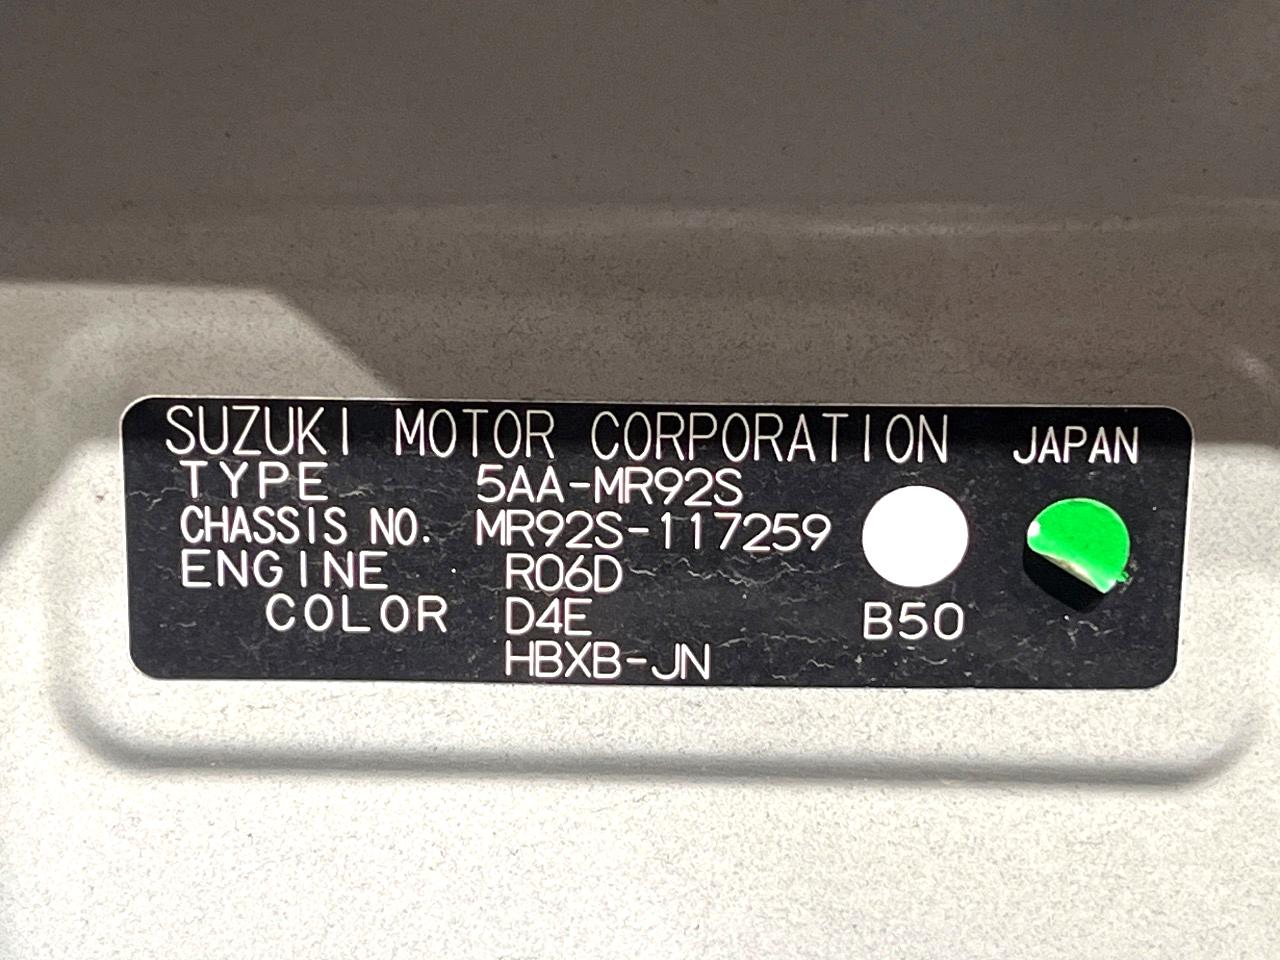 SUZUKI MOTOR CORPORATION JAPAN
TYPE 5AA-MR92S
CHASSIS NO. MR92S-117259
ENGINE R06D
COLOR D4E B50
HBXB-JN